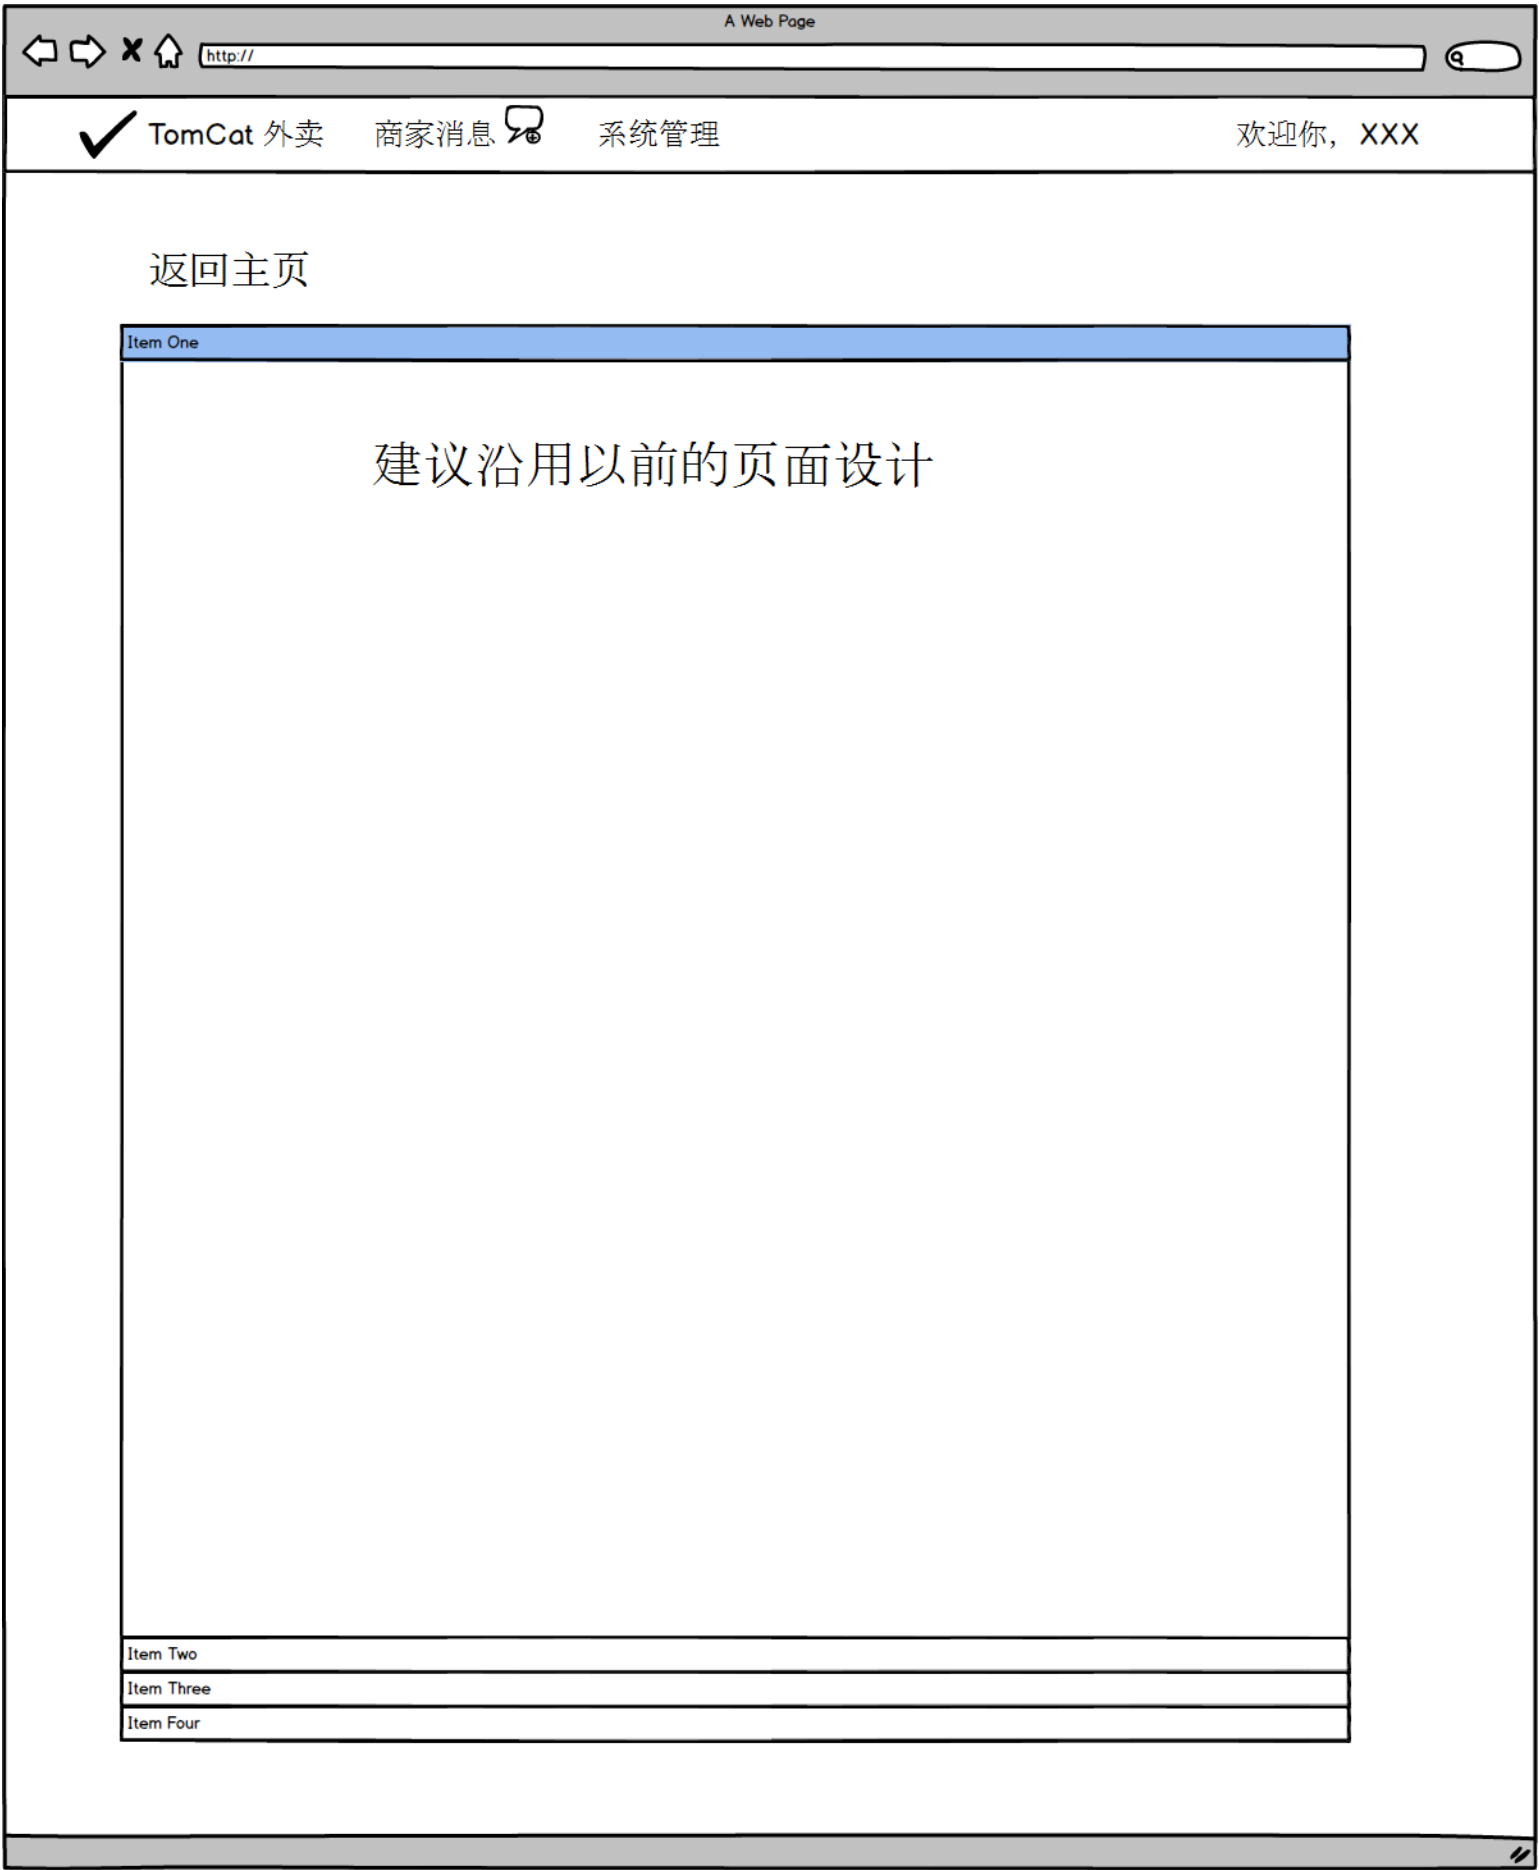 A Web Page
http://
TomCat 外卖 商家消息 系统管理 欢迎你，XXX
返回主页
Item One
建议沿用以前的页面设计
Item Two
Item Three
Item Four